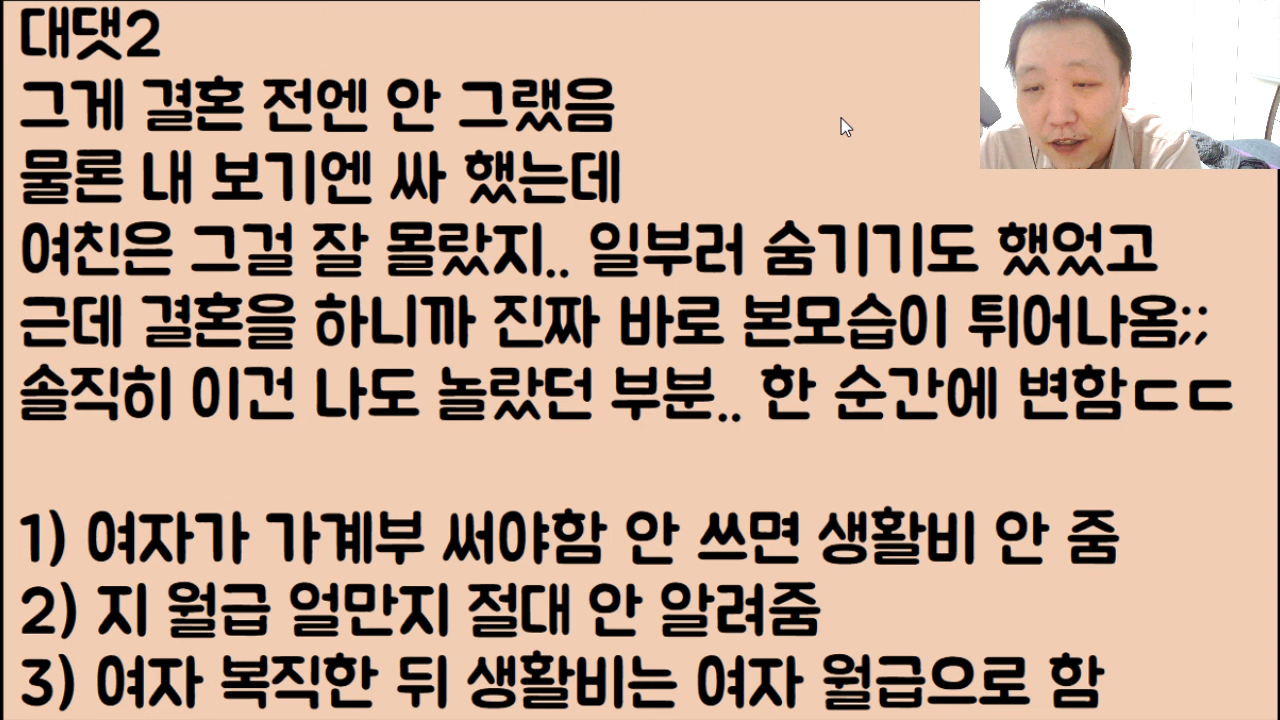 대댓2
그게 결혼 전엔 안 그랬음
물론 내 보기엔 싸 했는데
여친은 그걸 잘 몰랐지.. 일부러 숨기기도 했었고
근데 결혼을 하니까 진짜 바로 본모습이 튀어나옴;;
솔직히 이건 나도 놀랐던 부분.. 한 순간에 변함ㄷㄷ
1) 여자가 가계부 써야함 안 쓰면 생활비 안 줌
2) 지 월급 얼만지 절대 안 알려줌
3) 여자 복직한 뒤 생활비는 여자 월급으로 함